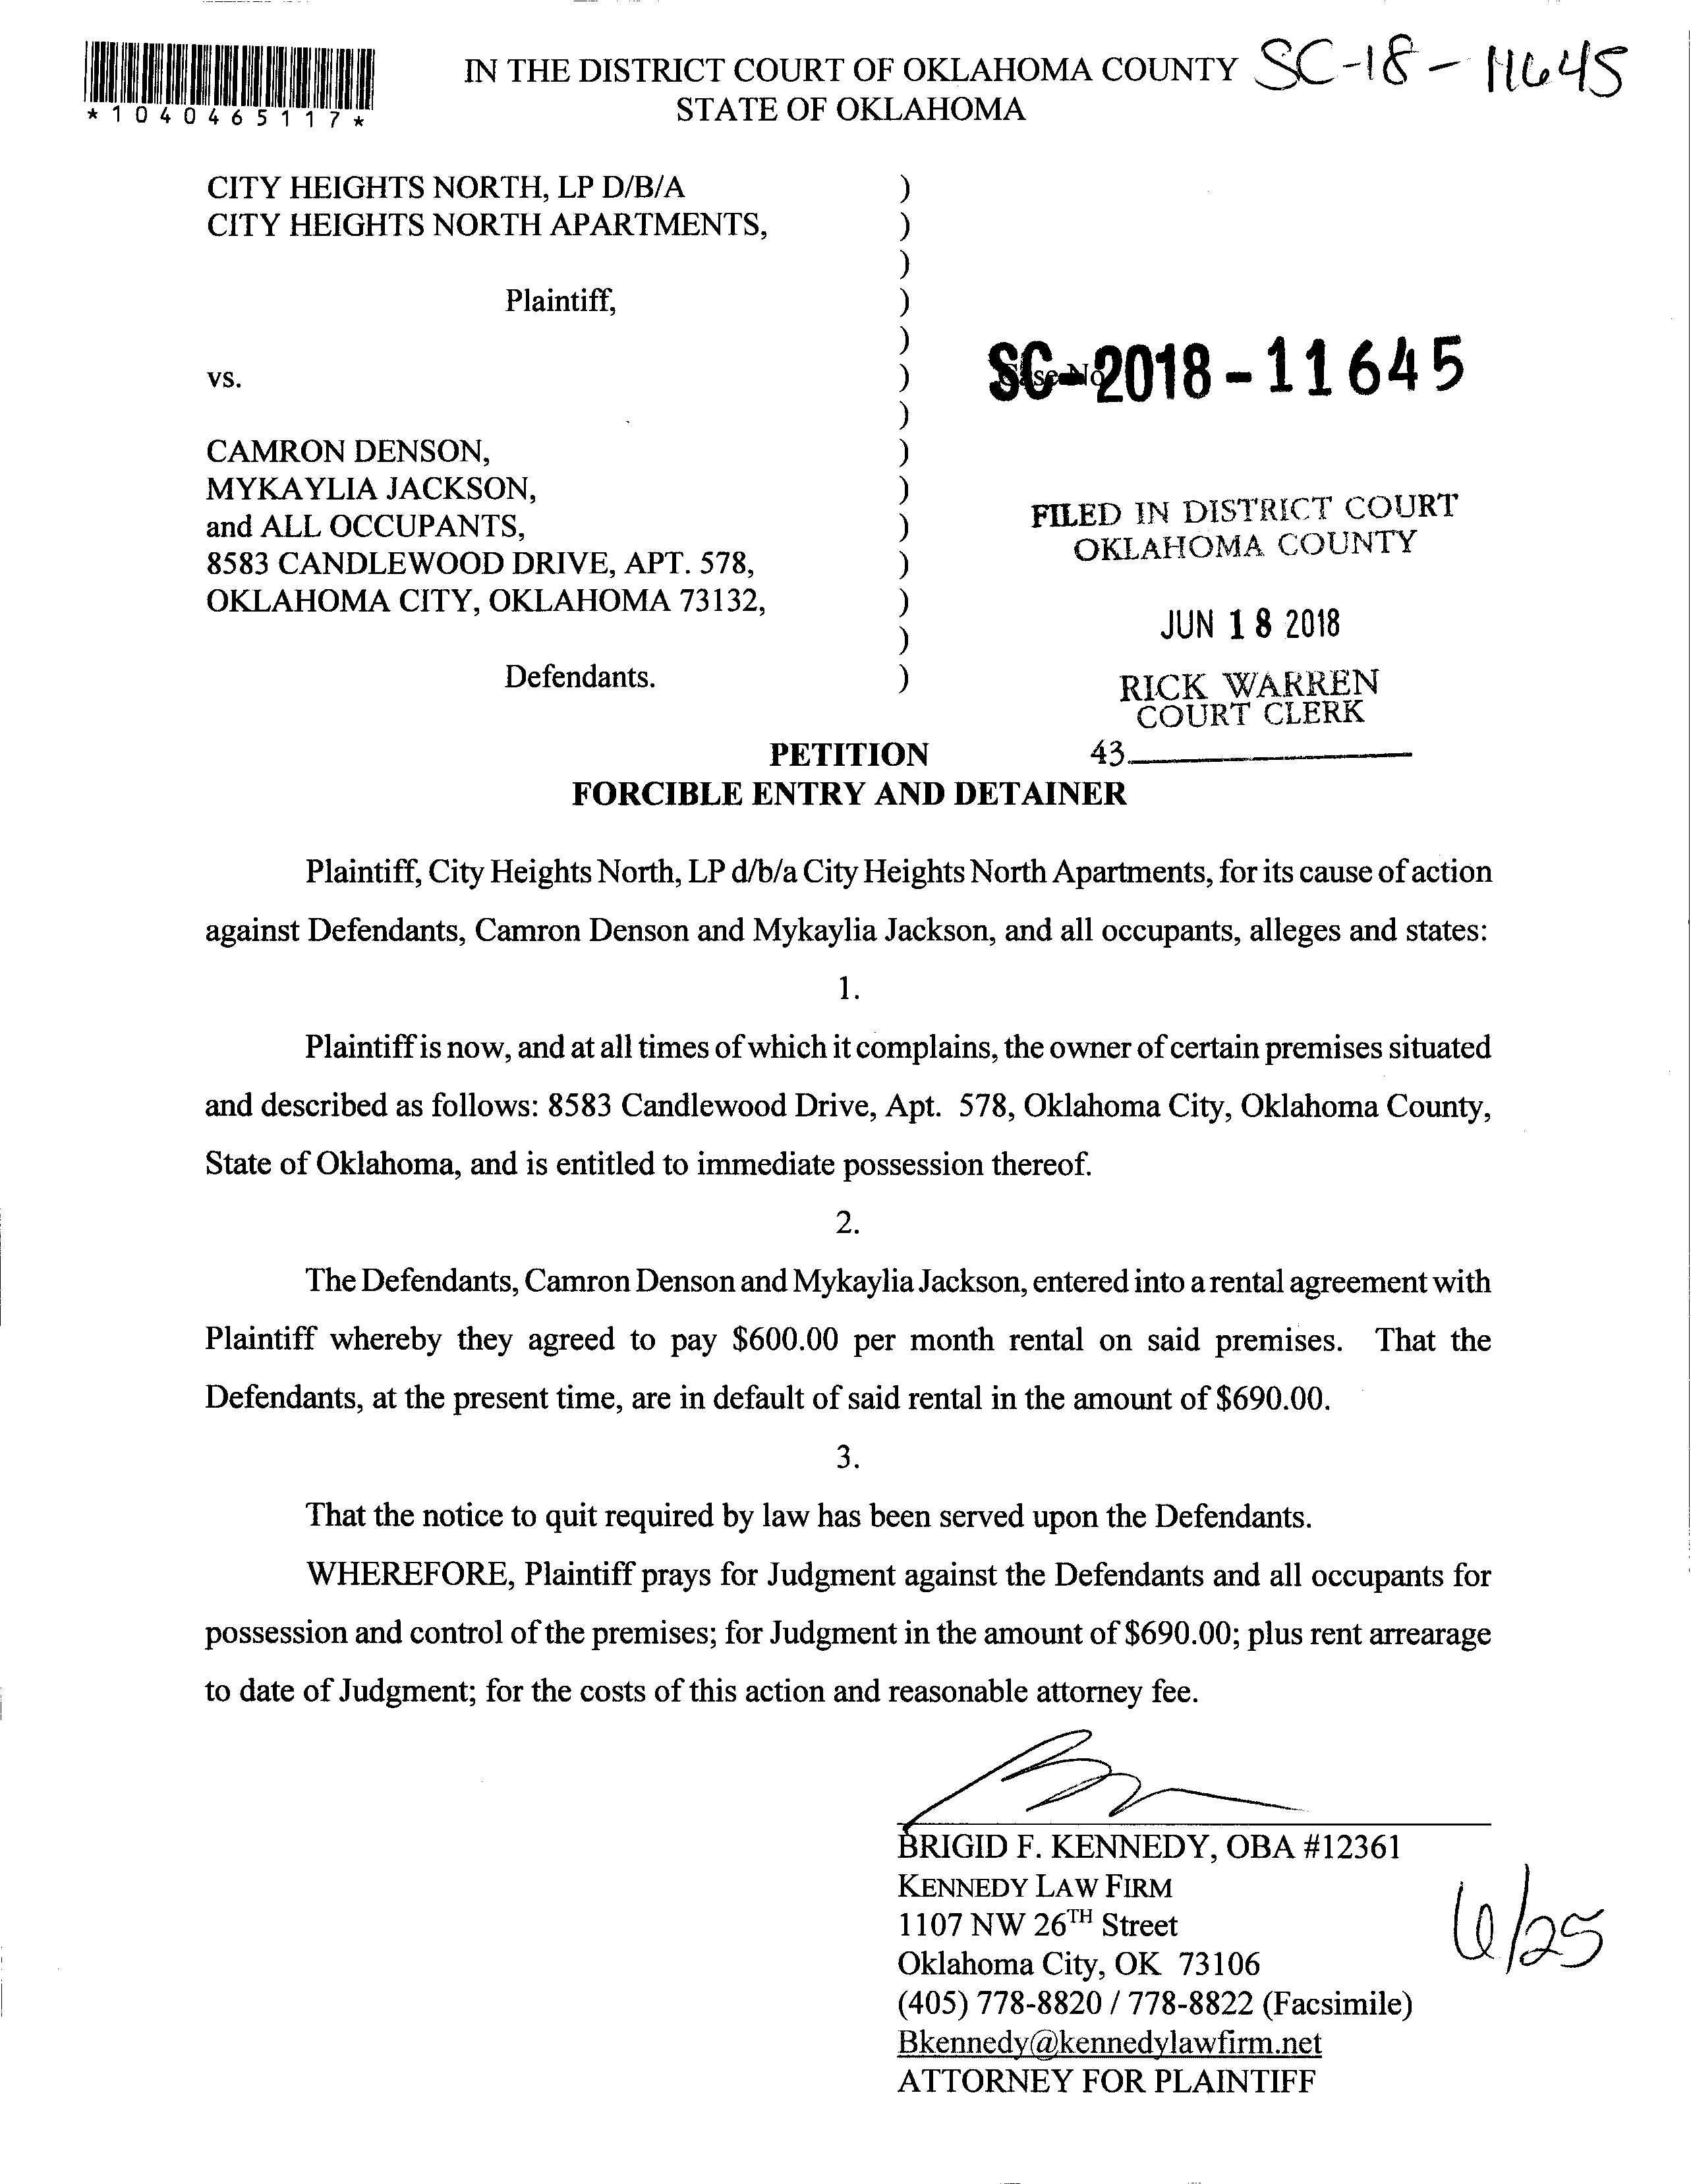 IN THE DISTRICT COURT OF OKLAHOMA COUNTY SC-18-11645
STATE OF OKLAHOMA
*1040465117*
CITY HEIGHTS NORTH, LP D/B/A )
CITY HEIGHTS NORTH APARTMENTS, )
)
Plaintiff, )
)
vs. ) Case No SC-2018-11645
)
CAMRON DENSON, )
MYKAYLIA JACKSON, )
and ALL OCCUPANTS, )
8583 CANDLEWOOD DRIVE, APT. 578, )
OKLAHOMA CITY, OKLAHOMA 73132, )
)
Defendants. )
FILED IN DISTRICT COURT
OKLAHOMA COUNTY
JUN 18 2018
RICK WARREN
COURT CLERK
43
PETITION
FORCIBLE ENTRY AND DETAINER
Plaintiff, City Heights North, LP d/b/a City Heights North Apartments, for its cause of action
against Defendants, Camron Denson and Mykaylia Jackson, and all occupants, alleges and states:
1.
Plaintiff is now, and at all times of which it complains, the owner of certain premises situated
and described as follows: 8583 Candlewood Drive, Apt. 578, Oklahoma City, Oklahoma County,
State of Oklahoma, and is entitled to immediate possession thereof.
2.
The Defendants, Camron Denson and Mykaylia Jackson, entered into a rental agreement with
Plaintiff whereby they agreed to pay $600.00 per month rental on said premises. That the
Defendants, at the present time, are in default of said rental in the amount of $690.00.
3.
That the notice to quit required by law has been served upon the Defendants.
WHEREFORE, Plaintiff prays for Judgment against the Defendants and all occupants for
possession and control of the premises; for Judgment in the amount of $690.00; plus rent arrearage
to date of Judgment; for the costs of this action and reasonable attorney fee.
BRIGID F. KENNEDY, OBA #12361
KENNEDY LAW FIRM
1107 NW 26TH Street
Oklahoma City, OK 73106
(405) 778-8820 / 778-8822 (Facsimile)
Bkennedy@kennedylawfirm.net
ATTORNEY FOR PLAINTIFF
6/25